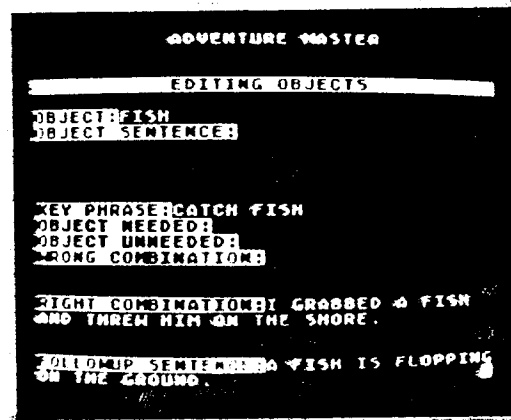 ADVENTURE MASTER
EDITING OBJECTS
OBJECT:FISH
OBJECT SENTENCE:
KEY PHRASE:CATCH FISH
OBJECT NEEDED:
OBJECT UNNEEDED:
WRONG COMBINATION:
RIGHT COMBINATION:I GRABBED A FISH
AND THREW HIM ON THE SHORE.
FOLLOWUP SENTENCE:A FISH IS FLOPPING
ON THE GROUND.